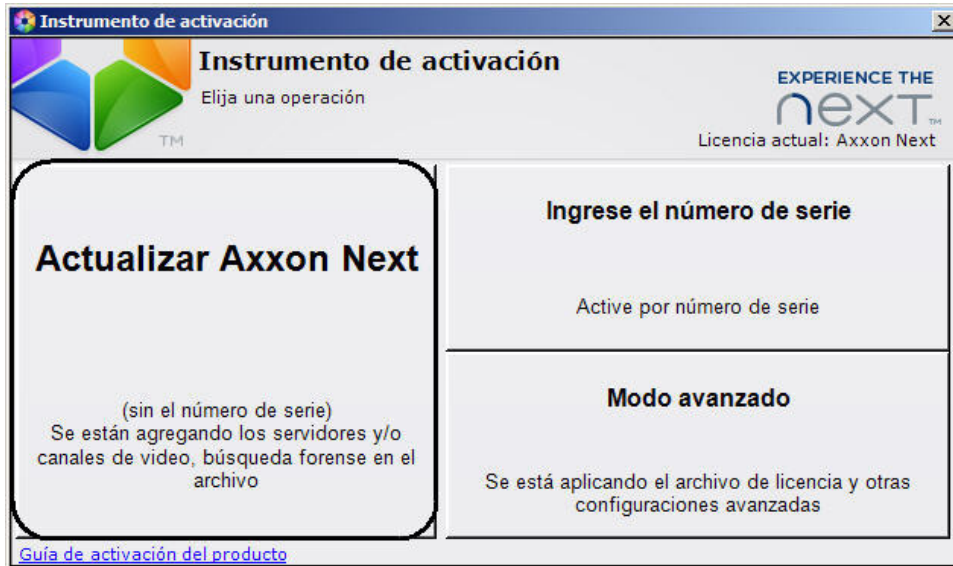 Instrumento de activación
Instrumento de activación
Elija una operación
TM
EXPERIENCE THE
next TM
Licencia actual: Axxon Next
Actualizar Axxon Next
(sin el número de serie)
Se están agregando los servidores y/o
canales de video, búsqueda forense en el
archivo
Ingrese el número de serie
Active por número de serie
Modo avanzado
Se está aplicando el archivo de licencia y otras
configuraciones avanzadas
Guía de activación del producto